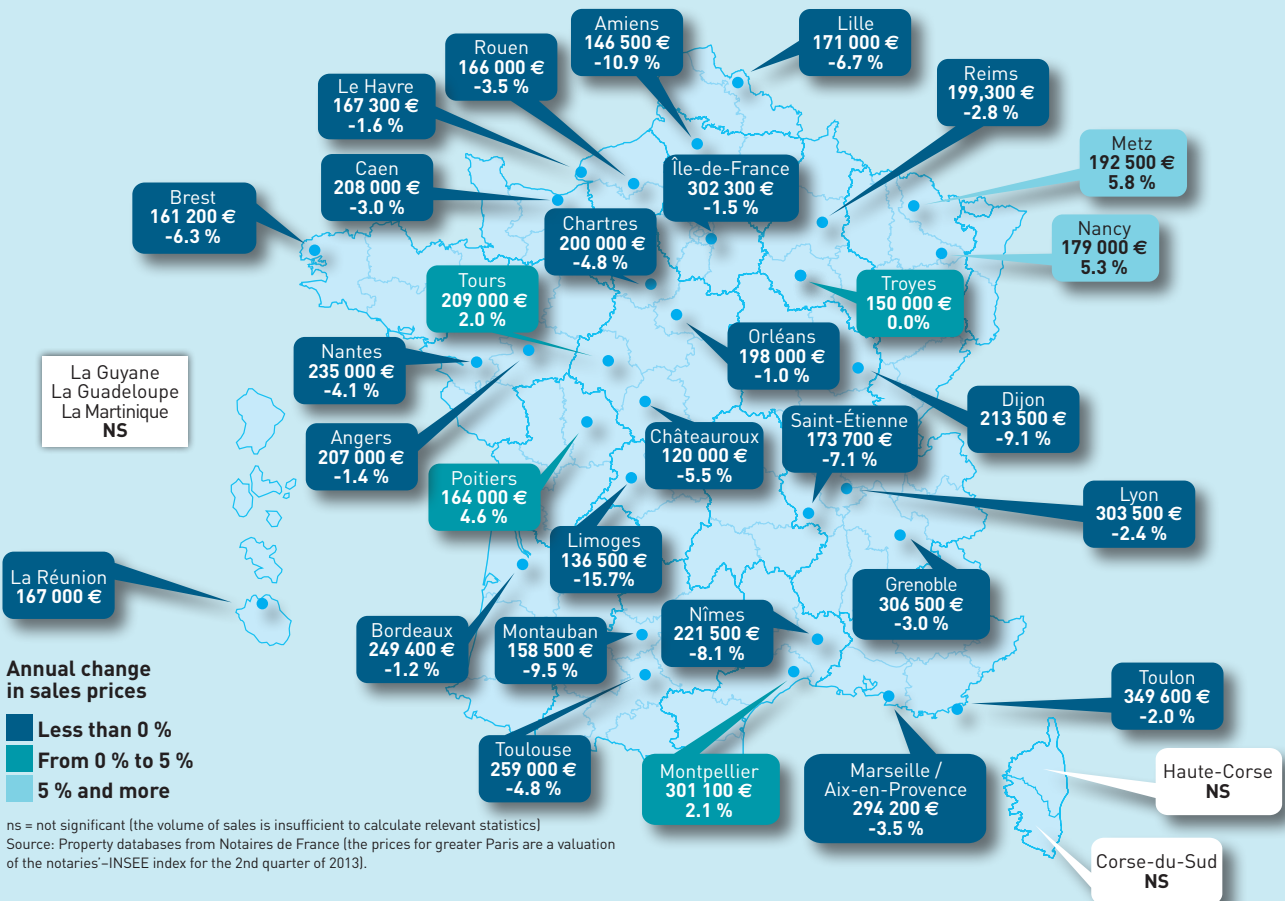 Amiens
146 500 €
-10.9 %
Lille
171 000 €
-6.7 %
Rouen
166 000 €
-3.5 %
Reims
199,300 €
-2.8 %
Le Havre
167 300 €
-1.6 %
Metz
192 500 €
5.8 %
Caen
208 000 €
-3.0 %
Île-de-France
302 300 €
-1.5 %
Brest
161 200 €
-6.3 %
Chartres
200 000 €
-4.8 %
Nancy
179 000 €
5.3 %
Tours
209 000 €
2.0 %
Troyes
150 000 €
0.0%
Orléans
198 000 €
-1.0 %
Nantes
235 000 €
-4.1 %
La Guyane
La Guadeloupe
La Martinique
NS
Dijon
213 500 €
-9.1 %
Angers
207 000 €
-1.4 %
Châteauroux
120 000 €
-5.5 %
Saint-Étienne
173 700 €
-7.1 %
Poitiers
164 000 €
4.6 %
Lyon
303 500 €
-2.4 %
Limoges
136 500 €
-15.7%
La Réunion
167 000 €
Grenoble
306 500 €
-3.0 %
Bordeaux
249 400 €
-1.2 %
Montauban
158 500 €
-9.5 %
Nîmes
221 500 €
-8.1 %
Toulon
349 600 €
-2.0 %
Toulouse
259 000 €
-4.8 %
Montpellier
301 100 €
2.1 %
Marseille /
Aix-en-Provence
294 200 €
-3.5 %
Haute-Corse
NS
Corse-du-Sud
NS
Annual change
in sales prices
Less than 0 %
From 0 % to 5 %
5 % and more
ns = not significant (the volume of sales is insufficient to calculate relevant statistics)
Source: Property databases from Notaires de France (the prices for greater Paris are a valuation
of the notaries'–INSEE index for the 2nd quarter of 2013).